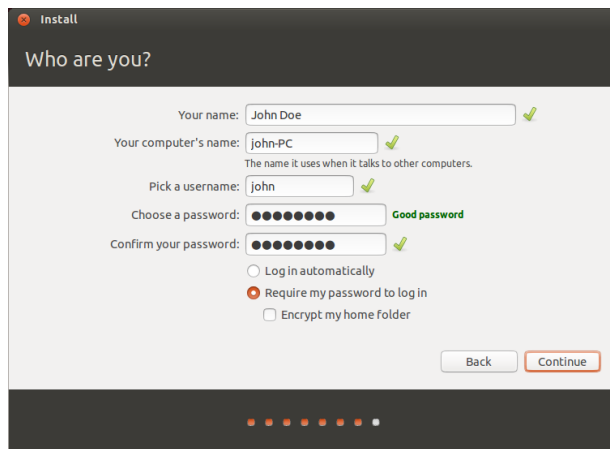 Install
Who are you?
Your name: John Doe
Your computer's name: john-PC
The name it uses when it talks to other computers.
Pick a username: john
Choose a password: ●●●●●●●● Good password
Confirm your password: ●●●●●●●●
Log in automatically
Require my password to log in
Encrypt my home folder
Back Continue